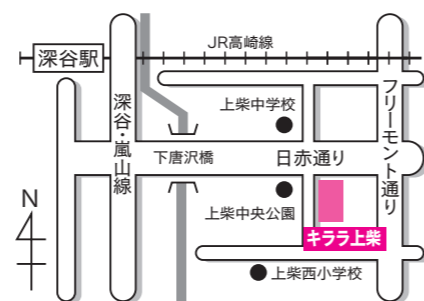 JR高崎線
深谷駅
上柴中学校
深谷・嵐山線
フリーモント通り
下唐沢橋
日赤通り
N
上柴中央公園
キララ上柴
上柴西小学校